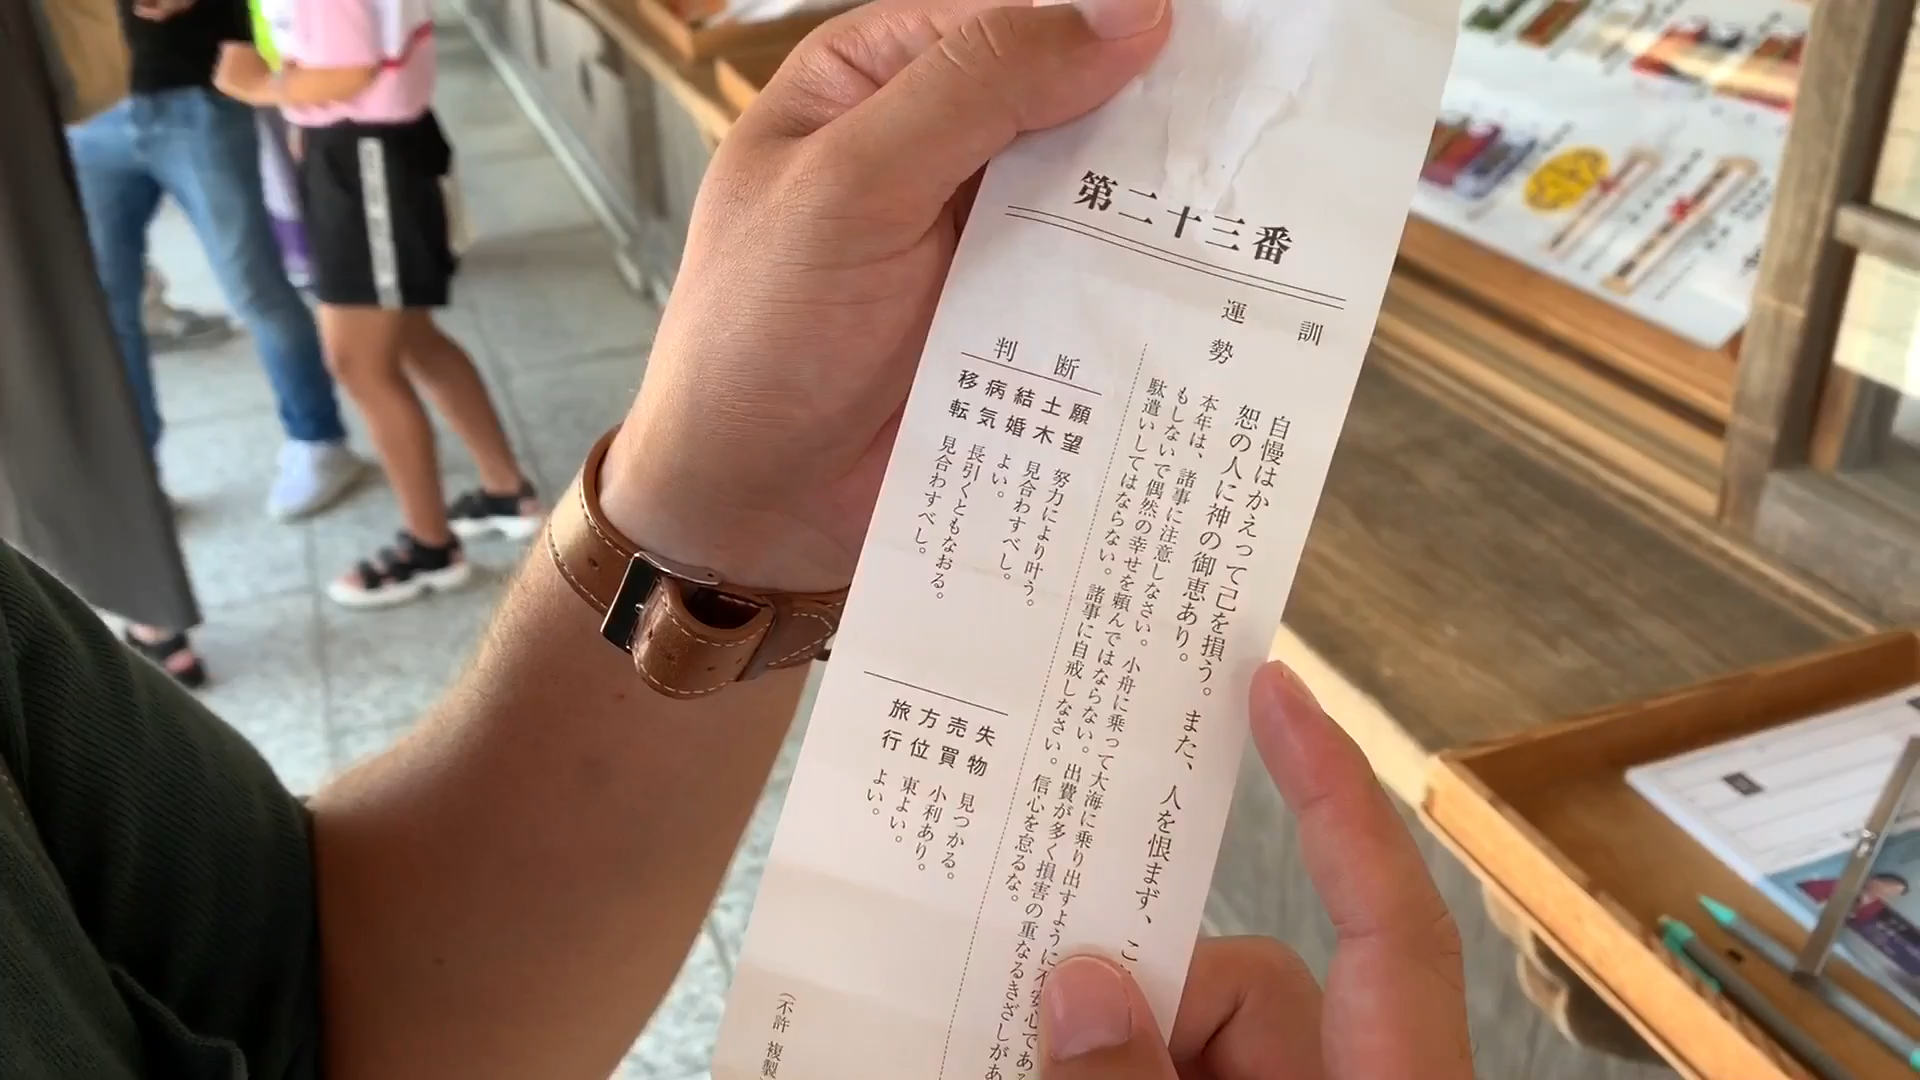 第二十三番
訓
自慢はかえって己を損う。また、人を恨まず、こ
恕の人に神の御恵あり。
運勢
本年は、諸事に注意しなさい。小舟に乗って大海に乗り出すように不安心であ
もしないで偶然の幸せを頼んではならない。出費が多く損害の重なるきざしがあ
駄遣いしてはならない。諸事に自戒しなさい。信心を怠るな。
判断
願望 努力により叶う。
土木 見合わすべし。
結婚 よい。
病気 長引くともなおる。
移転 見合わすべし。
失物 見つかる。
売買 小利あり。
方位 東よい。
旅行 よい。
(不許複製